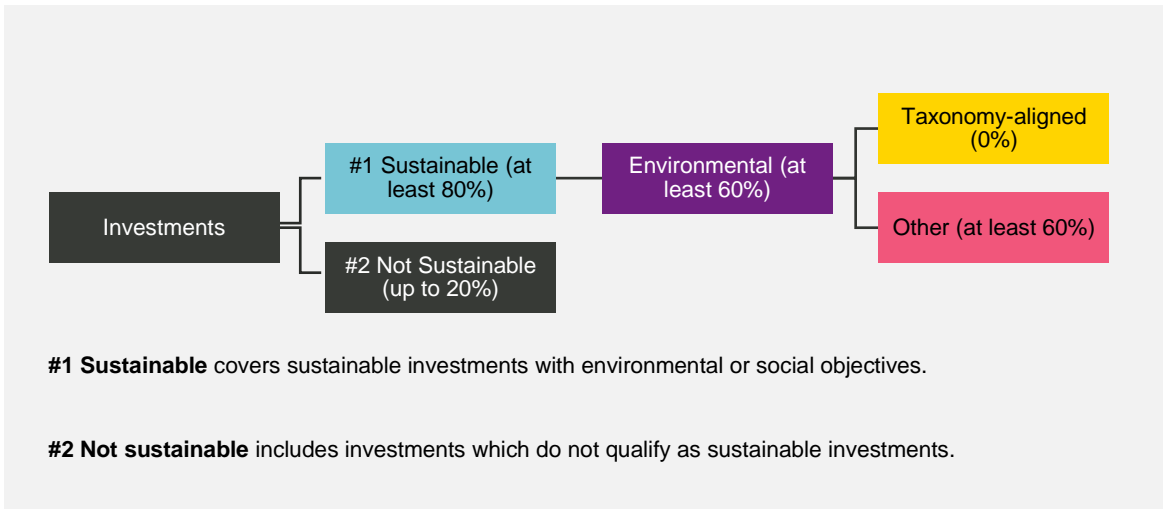 Investments
#1 Sustainable (at
least 80%)
#2 Not Sustainable
(up to 20%)
Environmental (at
least 60%)
Taxonomy-aligned
(0%)
Other (at least 60%)
#1 Sustainable covers sustainable investments with environmental or social objectives.
#2 Not sustainable includes investments which do not qualify as sustainable investments.